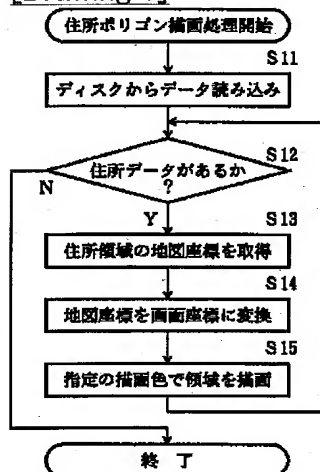 住所ポリゴン描画処理開始
S11
ディスクからデータ読み込み
S12
住所データがあるか
?
N
Y
S13
住所領域の地図座標を取得
S14
地図座標を画面座標に変換
S15
指定の描画色で領域を描画
終了